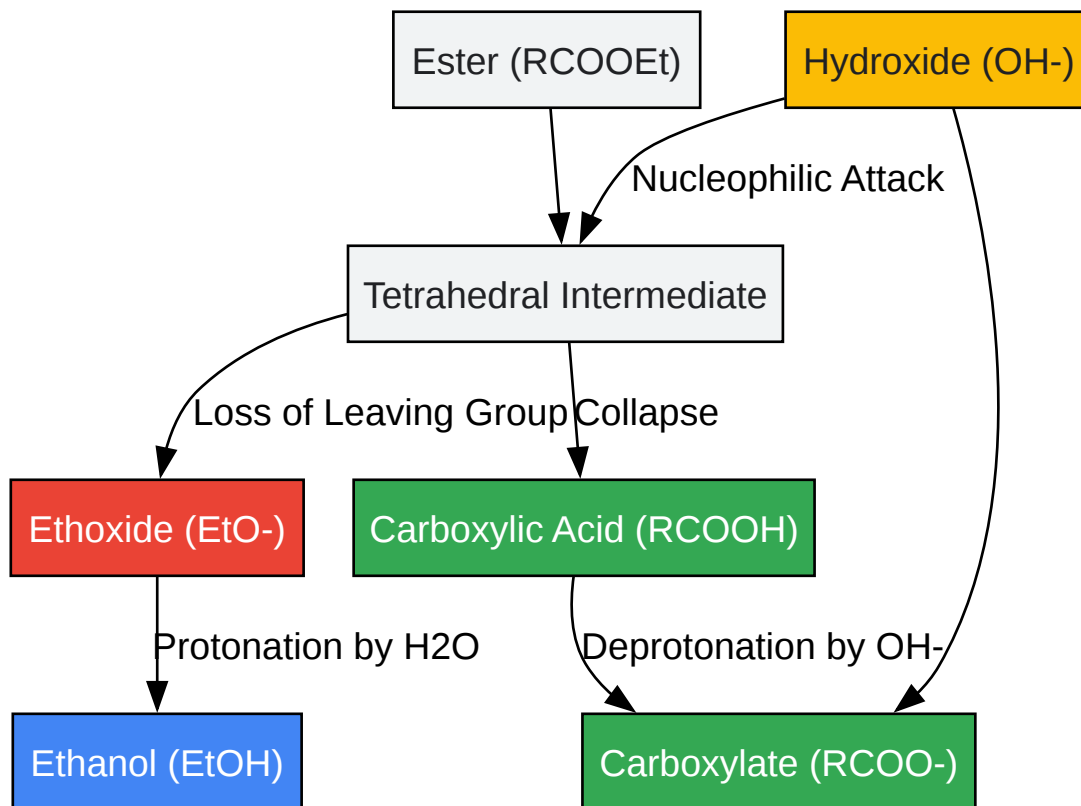 Ester (RCOOEt)
Hydroxide (OH-)
Nucleophilic Attack
Tetrahedral Intermediate
Loss of Leaving Group
Collapse
Ethoxide (EtO-)
Carboxylic Acid (RCOOH)
Protonation by H2O
Deprotonation by OH-
Ethanol (EtOH)
Carboxylate (RCOO-)